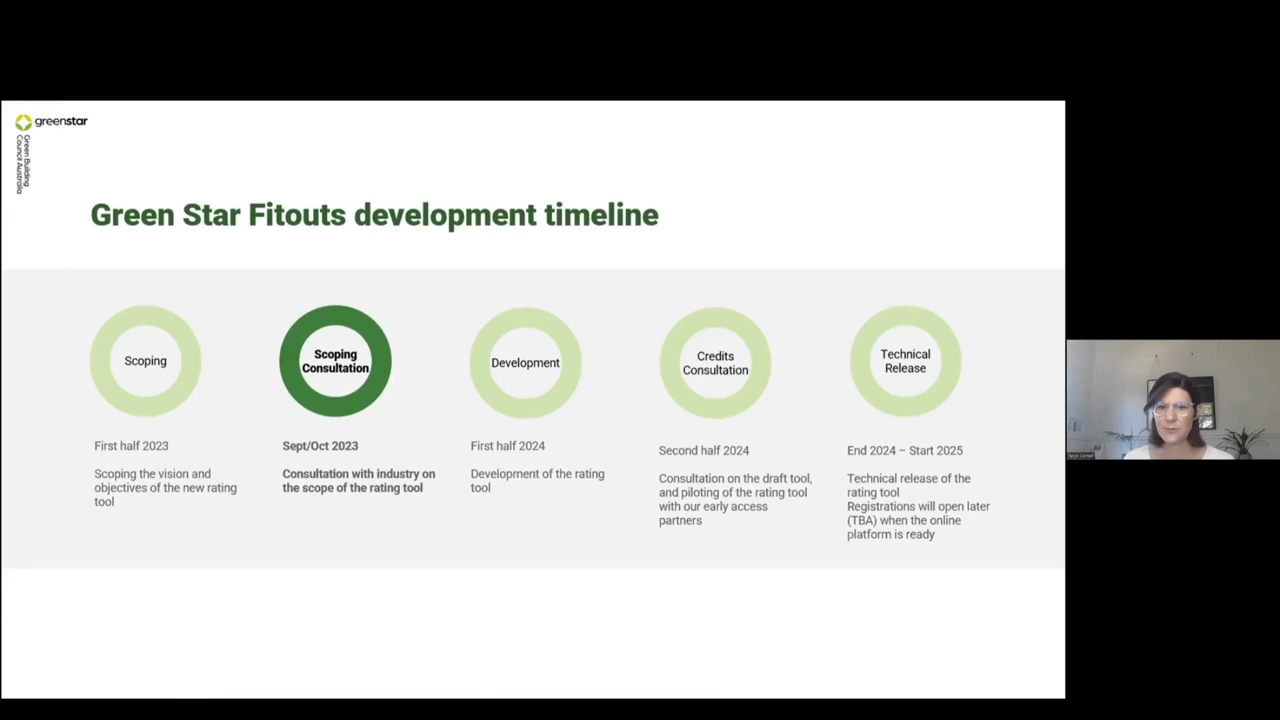 greenstar
Green Building
Council Australia
Green Star Fitouts development timeline
Scoping
First half 2023
Scoping the vision and
objectives of the new rating
tool
Scoping
Consultation
Sept/Oct 2023
Consultation with industry on
the scope of the rating tool
Development
First half 2024
Development of the rating
tool
Credits
Consultation
Second half 2024
Consultation on the draft tool,
and piloting of the rating tool
with our early access
partners
Technical
Release
End 2024 – Start 2025
Technical release of the
rating tool
Registrations will open later
(TBA) when the online
platform is ready